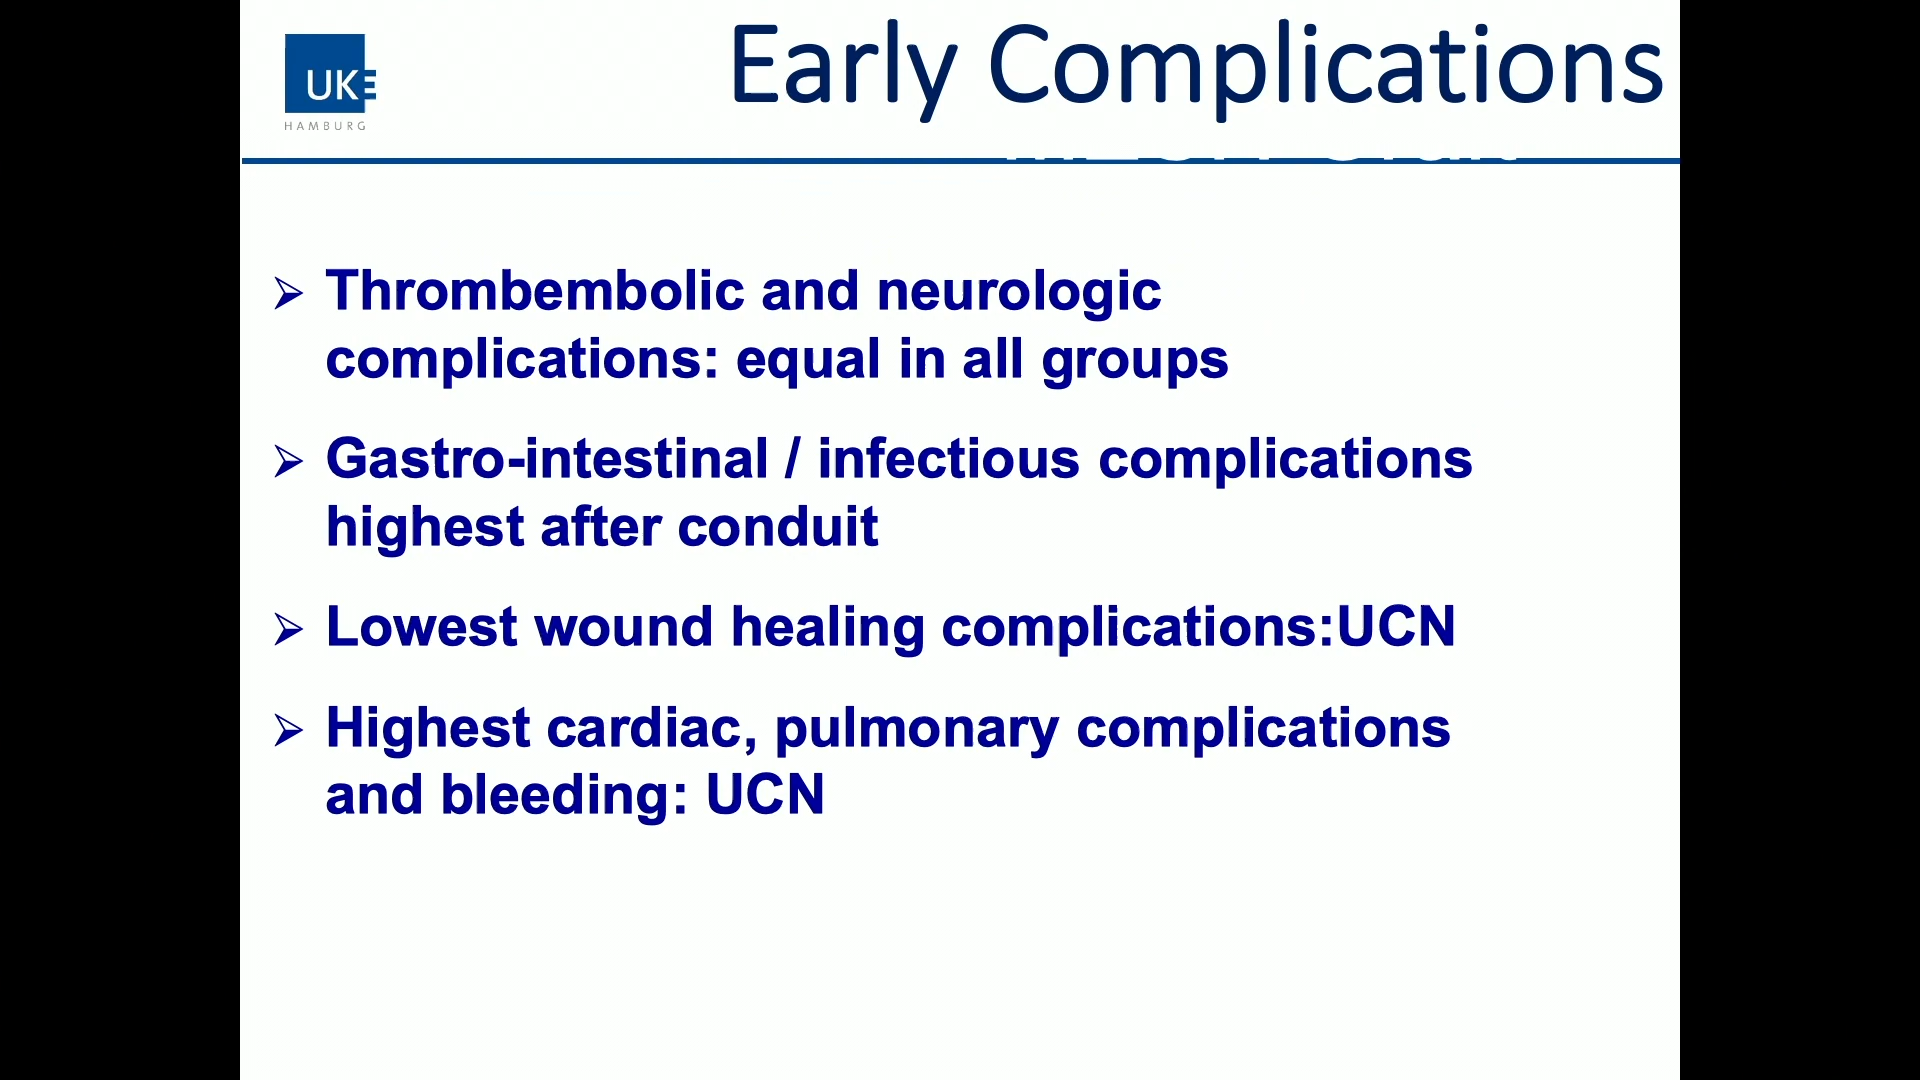 UKE
HAMBURG
Early Complications
➢ Thrombembolic and neurologic
complications: equal in all groups
➢ Gastro-intestinal / infectious complications
highest after conduit
➢ Lowest wound healing complications:UCN
➢ Highest cardiac, pulmonary complications
and bleeding: UCN